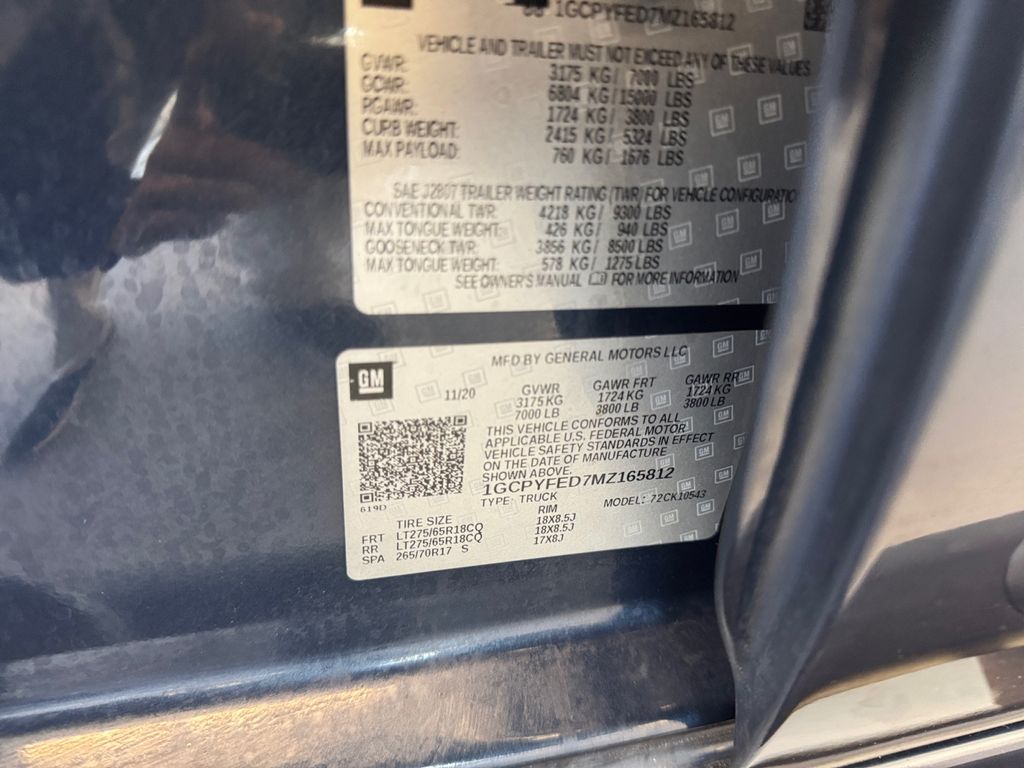 1GCPYFED7MZ165812
VEHICLE AND TRAILER MUST NOT EXCEED ANY OF THESE VALUES
GVWR: 3175 KG/ 7000 LBS
GCWR: 6804 KG/15000 LBS
RGAWR: 1724 KG/ 3800 LBS
CURB WEIGHT: 2415 KG/ 5324 LBS
MAX PAYLOAD: 760 KG/ 1676 LBS
SAE J2807 TRAILER WEIGHT RATING (TWR) FOR VEHICLE CONFIGURATIO
CONVENTIONAL TWR: 4218 KG/ 9300 LBS
MAX TONGUE WEIGHT: 426 KG/ 940 LBS
GOOSENECK TWR: 3856 KG/ 8500 LBS
MAX TONGUE WEIGHT: 578 KG/ 1275 LBS
SEE OWNER'S MANUAL FOR MORE INFORMATION
GM
MFD BY GENERAL MOTORS LLC
11/20
GVWR GAWR FRT GAWR RR
3175 KG 1724 KG 1724 KG
7000 LB 3800 LB 3800 LB
THIS VEHICLE CONFORMS TO ALL
APPLICABLE U.S. FEDERAL MOTOR
VEHICLE SAFETY STANDARDS IN EFFECT
ON THE DATE OF MANUFACTURE
SHOWN ABOVE.
1GCPYFED7MZ165812
TYPE: TRUCK MODEL: 72CK10543
619D
TIRE SIZE RIM
FRT LT275/65R18CQ 18X8.5J
RR LT275/65R18CQ 18X8.5J
SPA 265/70R17 S 17X8J